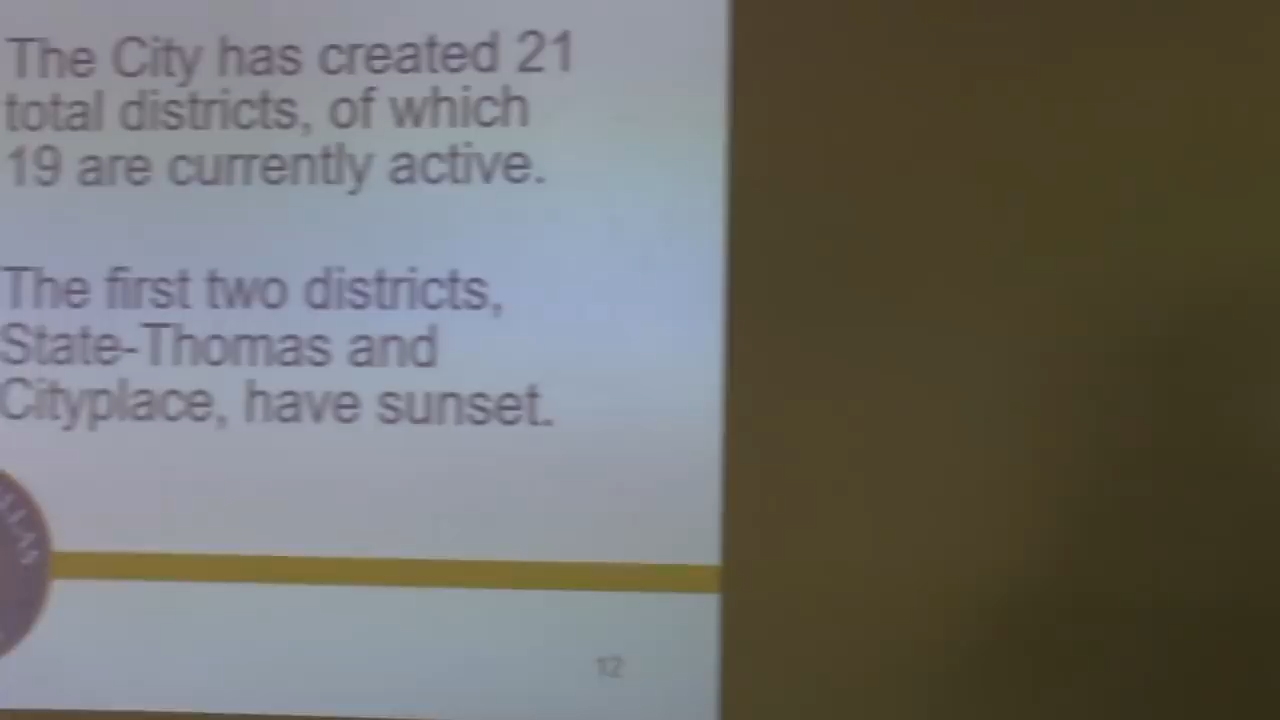 The City has created 21
total districts, of which
19 are currently active.
The first two districts,
State-Thomas and
Cityplace, have sunset.
12